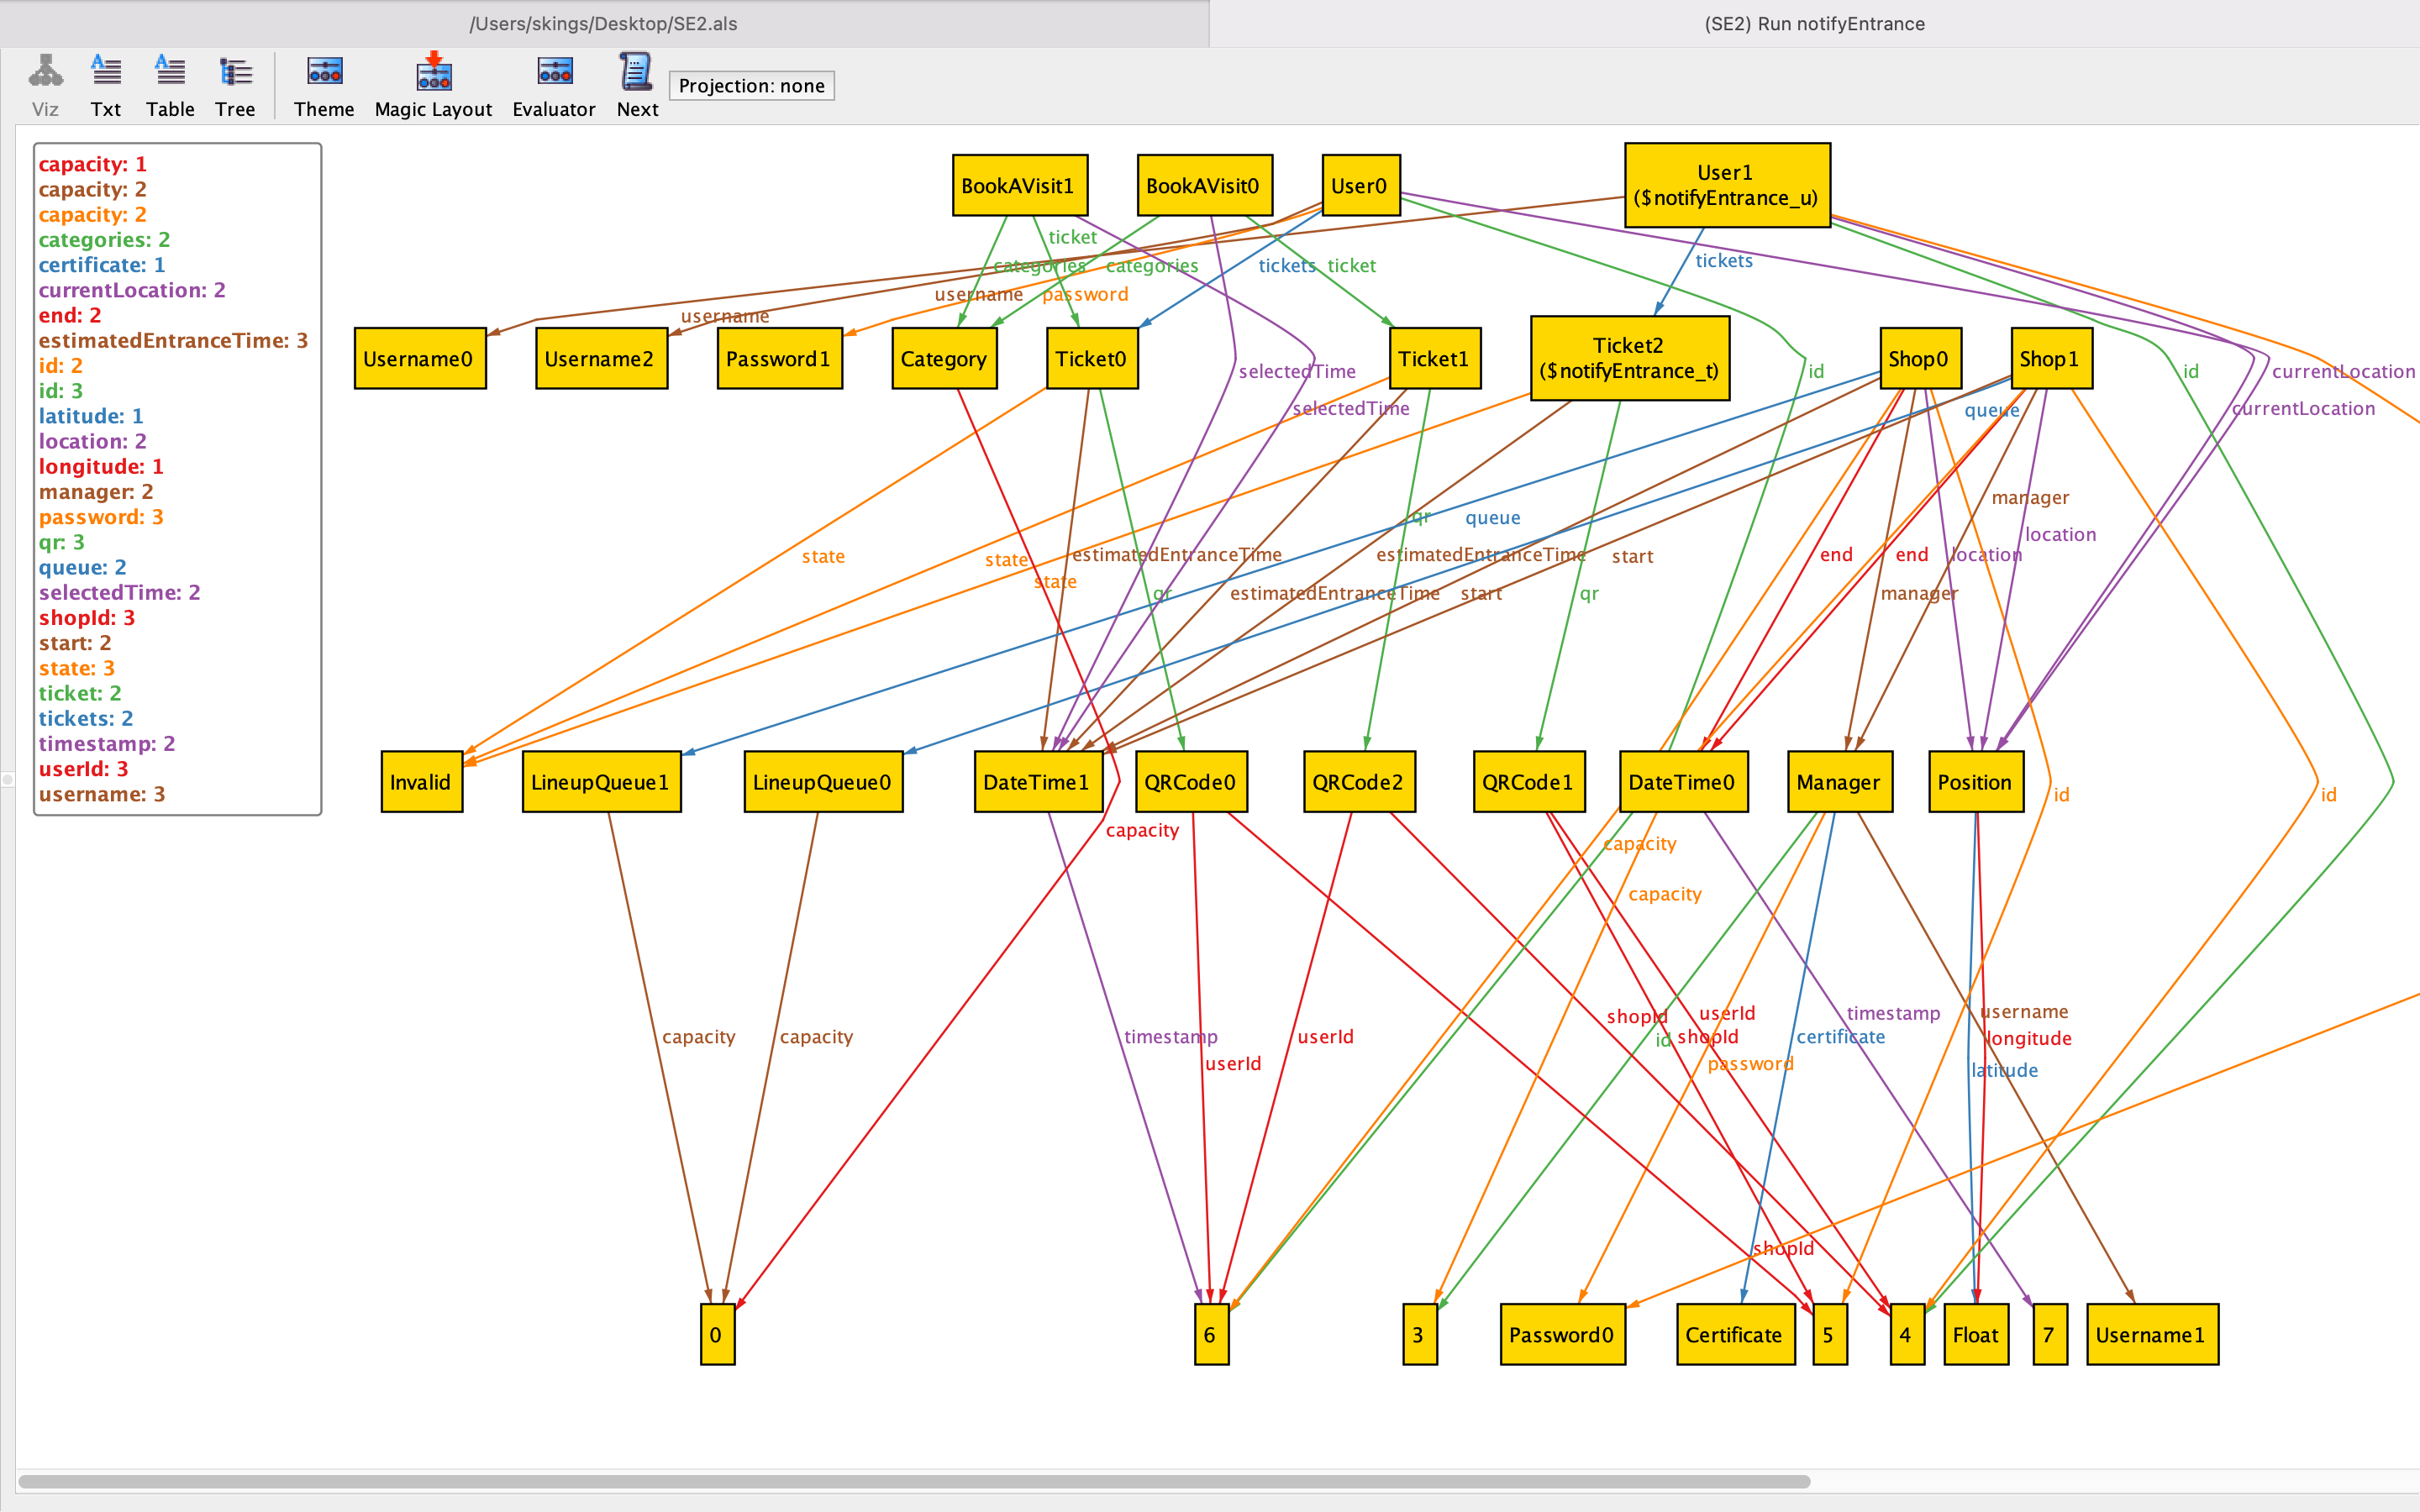 /Users/skings/Desktop/SE2.als
(SE2) Run notifyEntrance
Viz
Txt
Table
Tree
Theme
Magic Layout
Evaluator
Next
Projection: none
capacity: 1
capacity: 2
capacity: 2
categories: 2
certificate: 1
currentLocation: 2
end: 2
estimatedEntranceTime: 3
id: 2
id: 3
latitude: 1
location: 2
longitude: 1
manager: 2
password: 3
qr: 3
queue: 2
selectedTime: 2
shopId: 3
start: 2
state: 3
ticket: 2
tickets: 2
timestamp: 2
userId: 3
username: 3
BookAVisit1
BookAVisit0
User0
User1
($notifyEntrance_u)
ticket
categories
categories
tickets
ticket
tickets
username
password
username
Username0
Username2
Password1
Category
Ticket0
Ticket1
Ticket2
($notifyEntrance_t)
Shop0
Shop1
selectedTime
id
id
currentLocation
selectedTime
queue
currentLocation
manager
qr
queue
location
state
state
estimatedEntranceTime
estimatedEntranceTime
start
end
end
location
state
qr
estimatedEntranceTime
start
qr
manager
Invalid
LineupQueue1
LineupQueue0
DateTime1
QRCode0
QRCode2
QRCode1
DateTime0
Manager
Position
id
id
capacity
capacity
capacity
shopId
userId
timestamp
username
capacity
capacity
timestamp
userId
id
shopId
certificate
longitude
userId
password
latitude
shopId
0
6
3
Password0
Certificate
5
4
Float
7
Username1